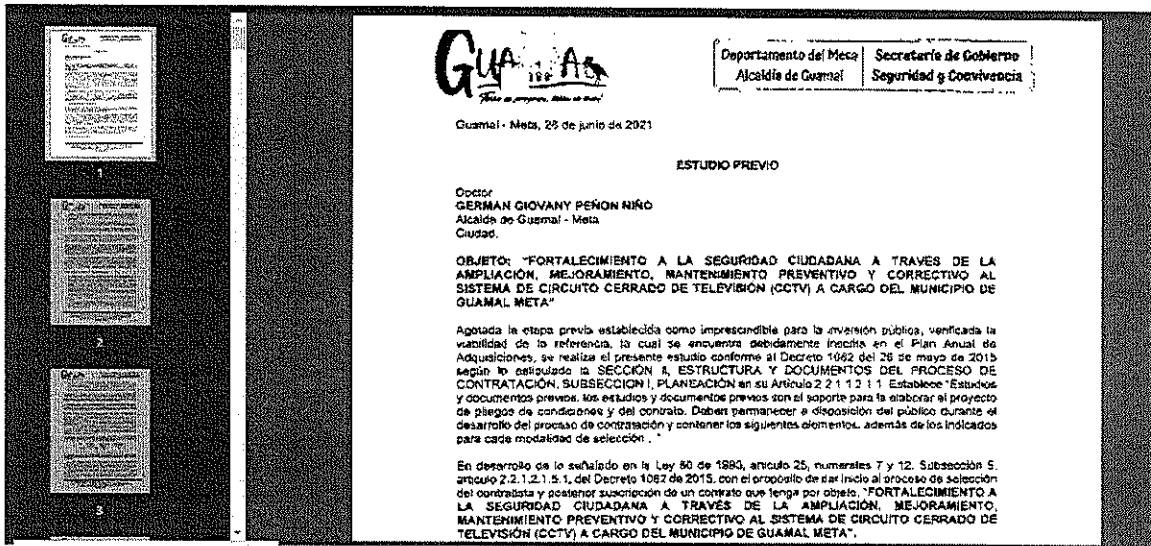 GUAMAL
Departamento del Meta
Alcaldía de Guamal
Secretaría de Gobierno
Seguridad y Convivencia
Guamal - Meta, 28 de junio de 2021
ESTUDIO PREVIO
Doctor
GERMAN GIOVANY PEÑON NIÑO
Alcalde de Guamal - Meta
Ciudad.
OBJETO: "FORTALECIMIENTO A LA SEGURIDAD CIUDADANA A TRAVÉS DE LA
AMPLIACIÓN, MEJORAMIENTO, MANTENIMIENTO PREVENTIVO Y CORRECTIVO AL
SISTEMA DE CIRCUITO CERRADO DE TELEVISIÓN (CCTV) A CARGO DEL MUNICIPIO DE
GUAMAL META"
Agotada la etapa previa establecida como imprescindible para la inversión pública, verificada la
viabilidad de la referencia, la cual se encuentra debidamente inscrita en el Plan Anual de
Adquisiciones, se realiza el presente estudio conforme al Decreto 1082 del 26 de mayo de 2015
según lo estipulado la SECCIÓN II, ESTRUCTURA Y DOCUMENTOS DEL PROCESO DE
CONTRATACIÓN, SUBSECCION I, PLANEACIÓN en su Artículo 2.2.1.1.2.1.1 Establece "Estudios
y documentos previos. los estudios y documentos previos son el soporte para la elaborar el proyecto
de pliegos de condiciones y del contrato. Deben permanecer a disposición del público durante el
desarrollo del proceso de contratación y contener los siguientes elementos, además de los indicados
para cada modalidad de selección . "
En desarrollo de lo señalado en la Ley 80 de 1993, artículo 25, numerales 7 y 12. Subsección 5,
artículo 2.2.1.2.1.5.1, del Decreto 1082 de 2015, con el propósito de dar inicio al proceso de selección
del contratista y posterior suscripción de un contrato que tenga por objeto, "FORTALECIMIENTO A
LA SEGURIDAD CIUDADANA A TRAVÉS DE LA AMPLIACIÓN, MEJORAMIENTO,
MANTENIMIENTO PREVENTIVO Y CORRECTIVO AL SISTEMA DE CIRCUITO CERRADO DE
TELEVISIÓN (CCTV) A CARGO DEL MUNICIPIO DE GUAMAL META".
1
2
3